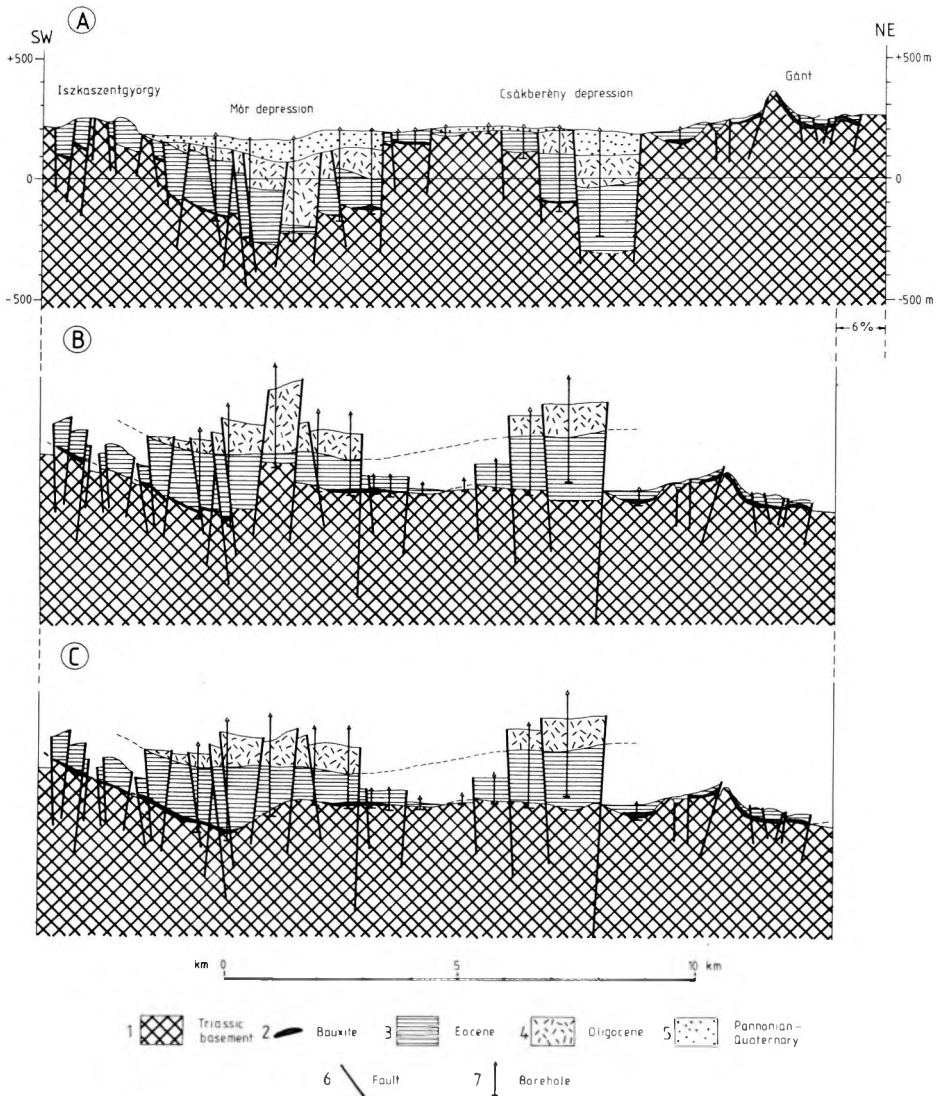 A
SW
NE
+500
+500 m
Iszkaszentgyörgy
Mór depression
Csákberény depression
Gánt
0
0
-500
-500 m
6%
B
C
km 0 5 10 km
1 Triassic basement 2 Bauxite 3 Eocene 4 Oligocene 5 Pannonian-Quaternary
6 Fault 7 Borehole